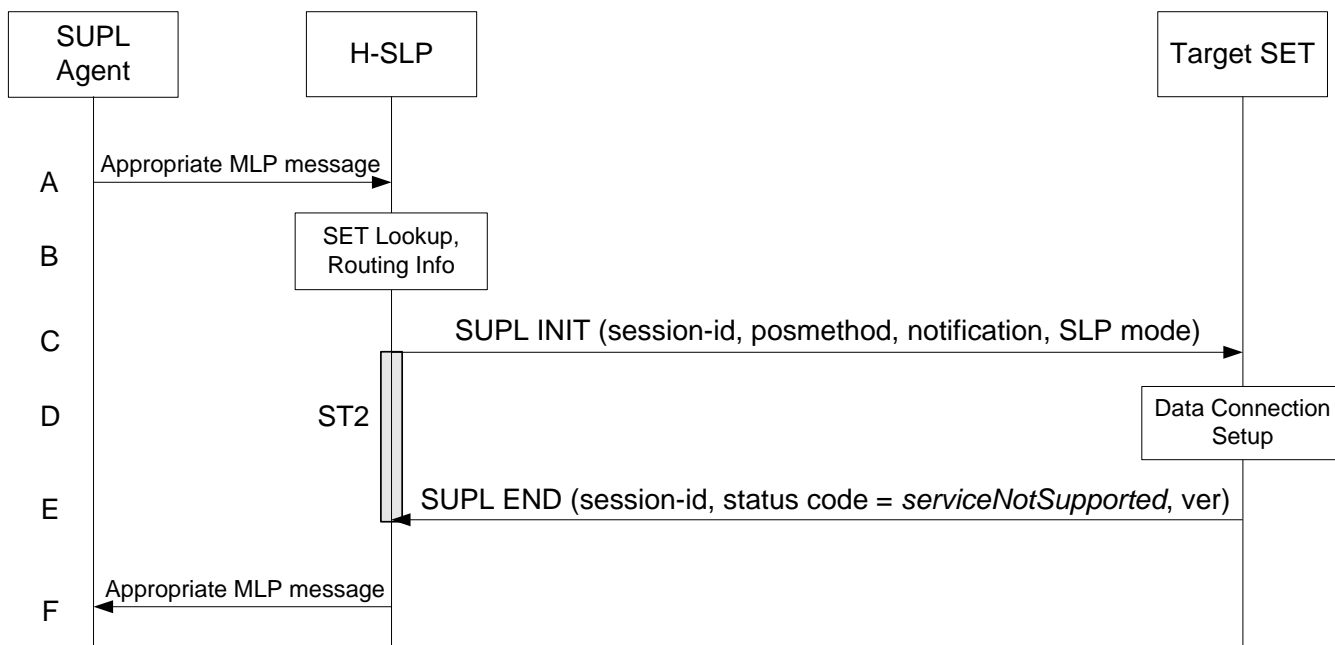 SUPL
Agent
H-SLP
Target SET
Appropriate MLP message
A
SET Lookup,
Routing Info
B
SUPL INIT (session-id, posmethod, notification, SLP mode)
C
Data Connection
Setup
D
ST2
SUPL END (session-id, status code = serviceNotSupported, ver)
E
Appropriate MLP message
F